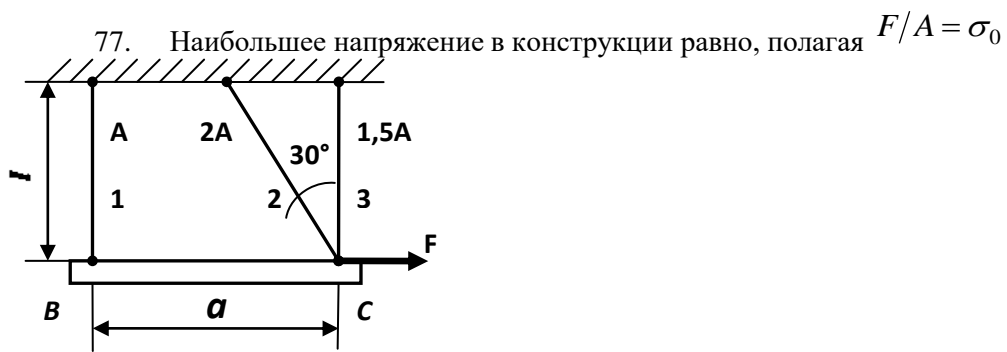 77. Наибольшее напряжение в конструкции равно, полагая F/A = σ₀
A 2A 1,5A
30°
l
1 2 3
F
B a C